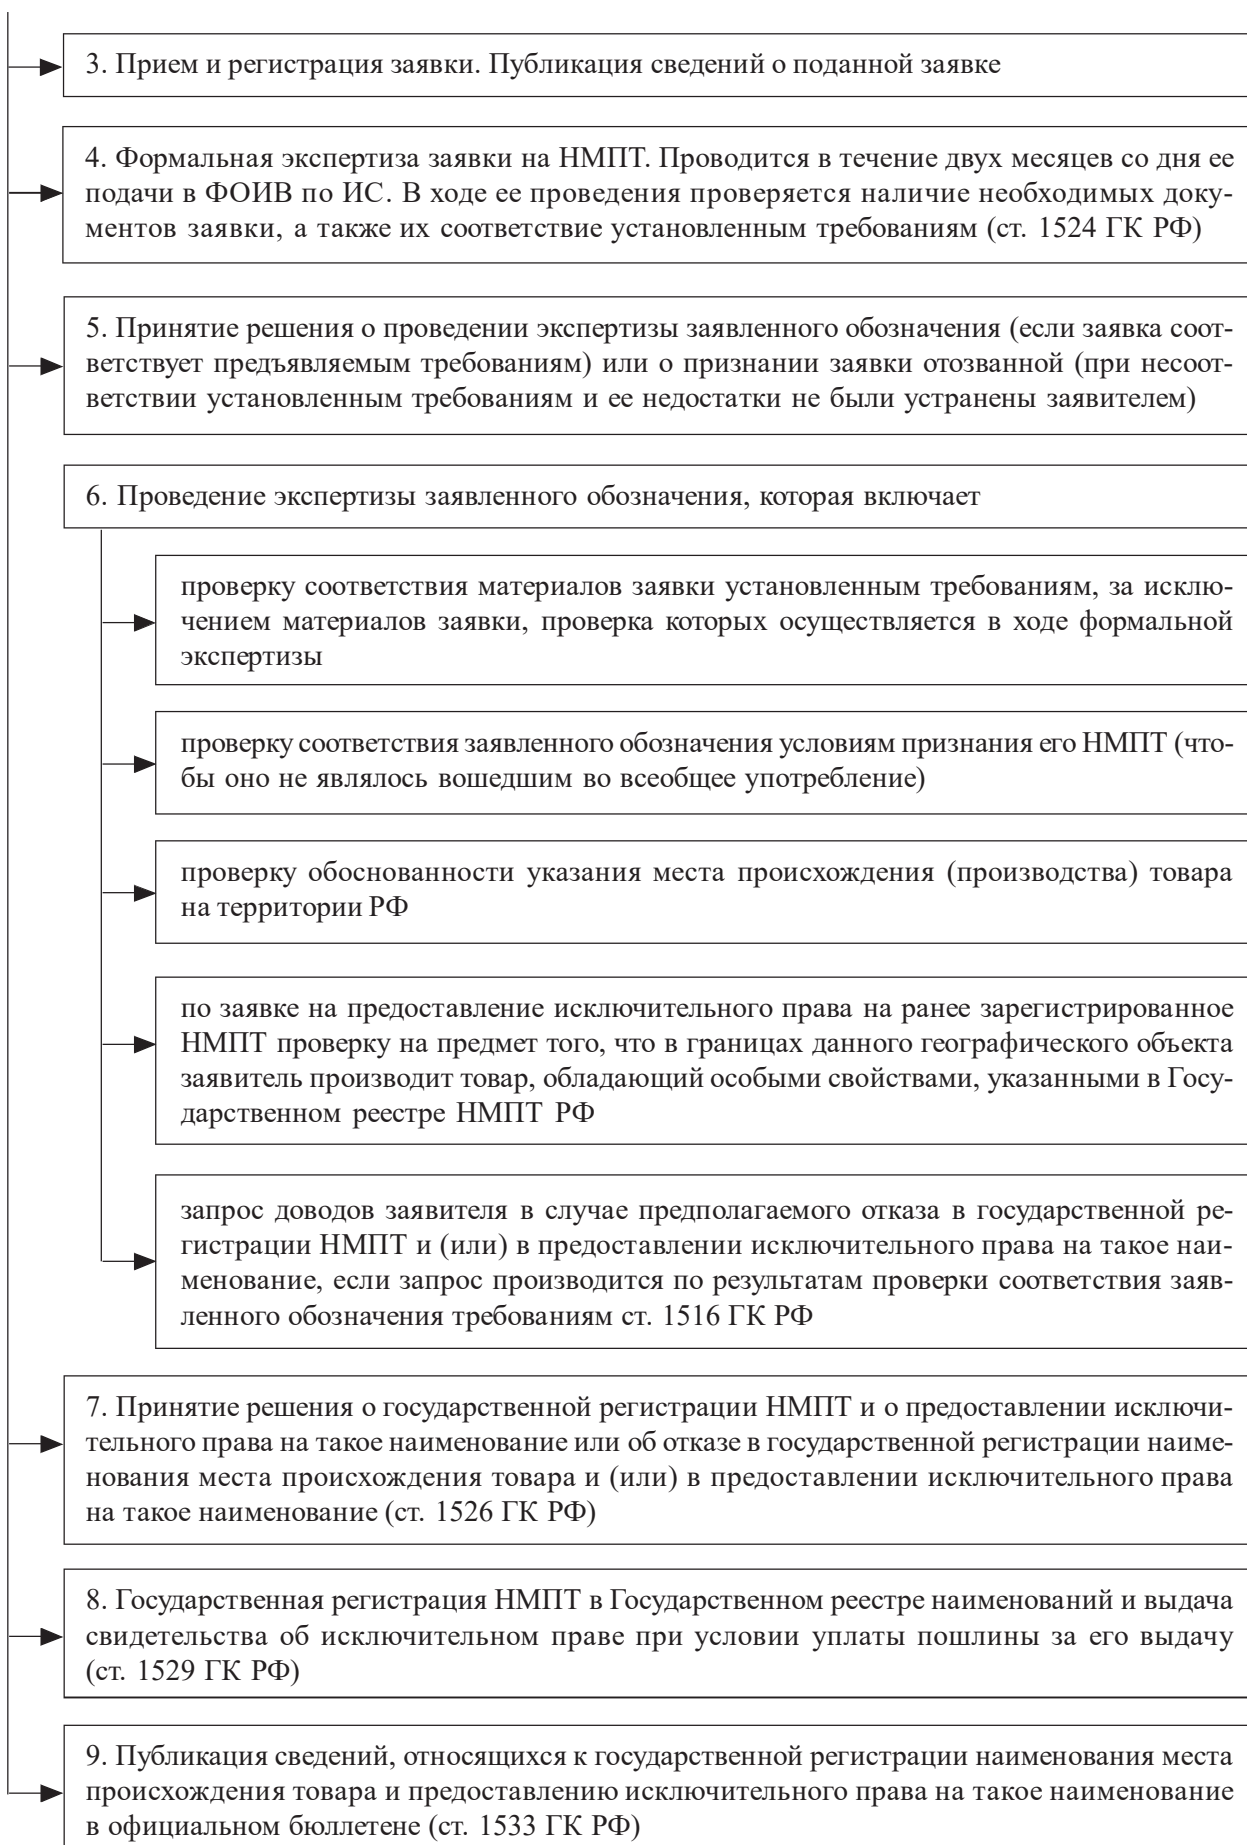 3. Прием и регистрация заявки. Публикация сведений о поданной заявке
4. Формальная экспертиза заявки на НМПТ. Проводится в течение двух месяцев со дня ее
подачи в ФОИВ по ИС. В ходе ее проведения проверяется наличие необходимых доку-
ментов заявки, а также их соответствие установленным требованиям (ст. 1524 ГК РФ)
5. Принятие решения о проведении экспертизы заявленного обозначения (если заявка соот-
ветствует предъявляемым требованиям) или о признании заявки отозванной (при несоот-
ветствии установленным требованиям и ее недостатки не были устранены заявителем)
6. Проведение экспертизы заявленного обозначения, которая включает
проверку соответствия материалов заявки установленным требованиям, за исклю-
чением материалов заявки, проверка которых осуществляется в ходе формальной
экспертизы
проверку соответствия заявленного обозначения условиям признания его НМПТ (что-
бы оно не являлось вошедшим во всеобщее употребление)
проверку обоснованности указания места происхождения (производства) товара
на территории РФ
по заявке на предоставление исключительного права на ранее зарегистрированное
НМПТ проверку на предмет того, что в границах данного географического объекта
заявитель производит товар, обладающий особыми свойствами, указанными в Госу-
дарственном реестре НМПТ РФ
запрос доводов заявителя в случае предполагаемого отказа в государственной ре-
гистрации НМПТ и (или) в предоставлении исключительного права на такое наи-
менование, если запрос производится по результатам проверки соответствия заяв-
ленного обозначения требованиям ст. 1516 ГК РФ
7. Принятие решения о государственной регистрации НМПТ и о предоставлении исключи-
тельного права на такое наименование или об отказе в государственной регистрации наиме-
нования места происхождения товара и (или) в предоставлении исключительного права
на такое наименование (ст. 1526 ГК РФ)
8. Государственная регистрация НМПТ в Государственном реестре наименований и выдача
свидетельства об исключительном праве при условии уплаты пошлины за его выдачу
(ст. 1529 ГК РФ)
9. Публикация сведений, относящихся к государственной регистрации наименования места
происхождения товара и предоставлению исключительного права на такое наименование
в официальном бюллетене (ст. 1533 ГК РФ)